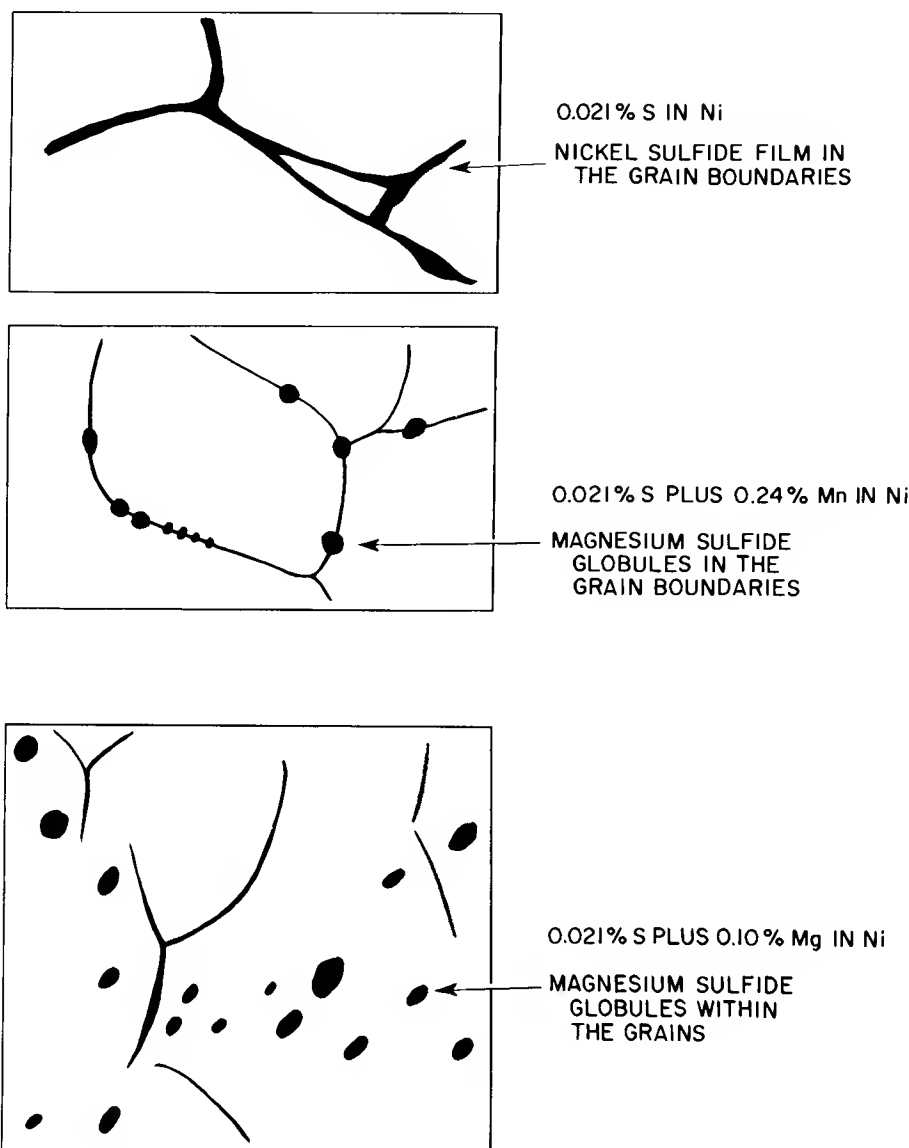 0.021% S IN Ni
NICKEL SULFIDE FILM IN
THE GRAIN BOUNDARIES
0.021% S PLUS 0.24% Mn IN Ni
MAGNESIUM SULFIDE
GLOBULES IN THE
GRAIN BOUNDARIES
0.021% S PLUS 0.10% Mg IN Ni
MAGNESIUM SULFIDE
GLOBULES WITHIN
THE GRAINS